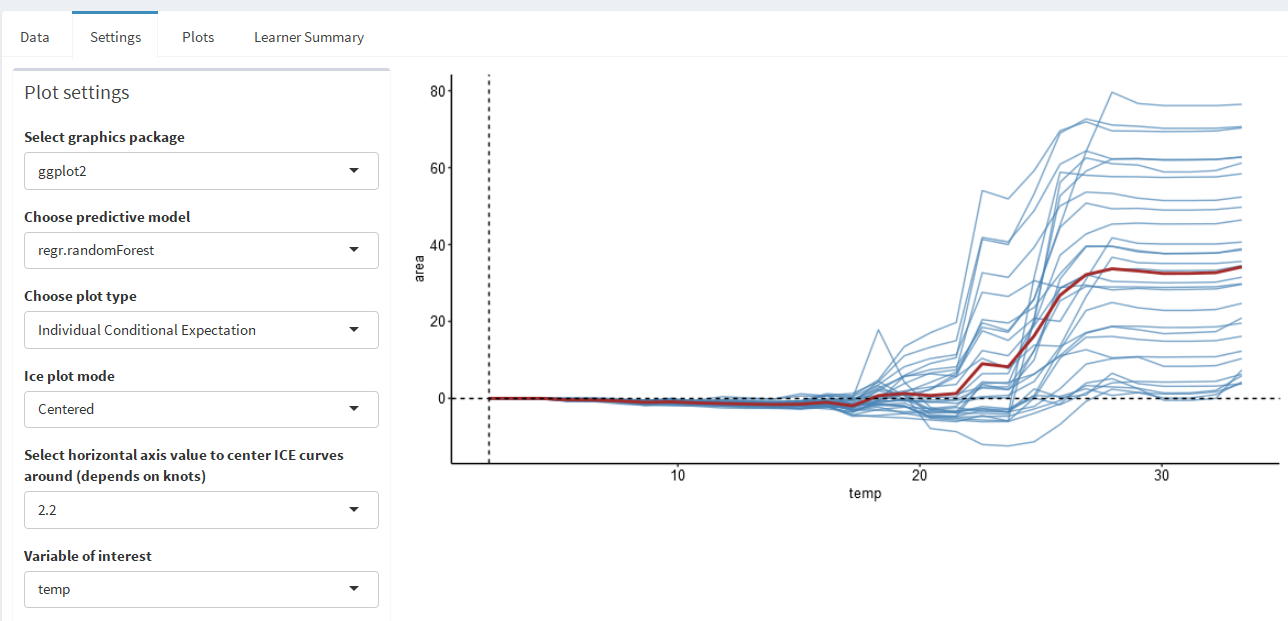 Data
Settings
Plots
Learner Summary
Plot settings
Select graphics package
ggplot2
Choose predictive model
regr.randomForest
Choose plot type
Individual Conditional Expectation
Ice plot mode
Centered
Select horizontal axis value to center ICE curves
around (depends on knots)
2.2
Variable of interest
temp
80
60
40
20
0
area
10
20
30
temp